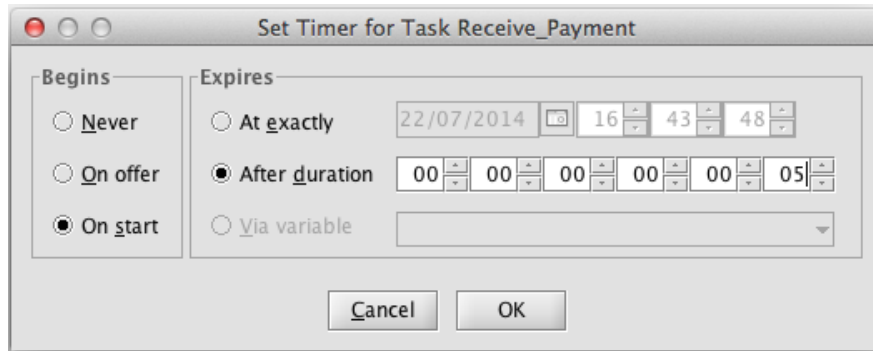 Set Timer for Task Receive_Payment
Begins
Never
On offer
On start
Expires
At exactly 22/07/2014 16 43 48
After duration 00 00 00 00 00 05
Via variable
Cancel OK